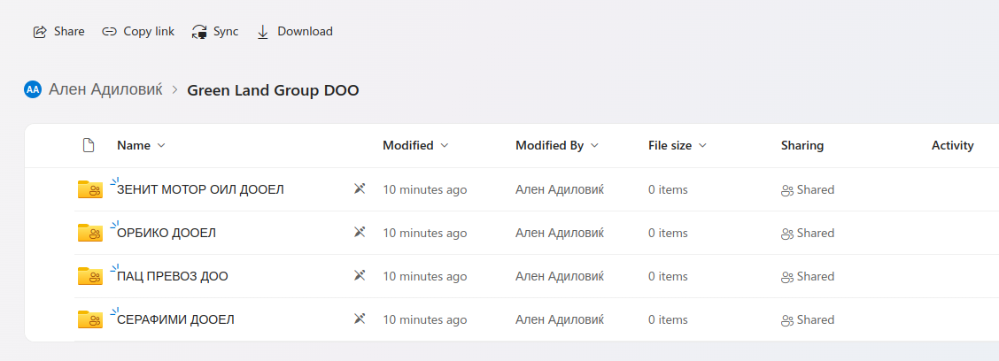 Share Copy link Sync Download
AA Ален Адиловиќ > Green Land Group DOO
Name Modified Modified By File size Sharing Activity
ЗЕНИТ МОТОР ОИЛ ДООЕЛ 10 minutes ago Ален Адиловиќ 0 items Shared
ОРБИКО ДООЕЛ 10 minutes ago Ален Адиловиќ 0 items Shared
ПАЦ ПРЕВОЗ ДОО 10 minutes ago Ален Адиловиќ 0 items Shared
СЕРАФИМИ ДООЕЛ 10 minutes ago Ален Адиловиќ 0 items Shared